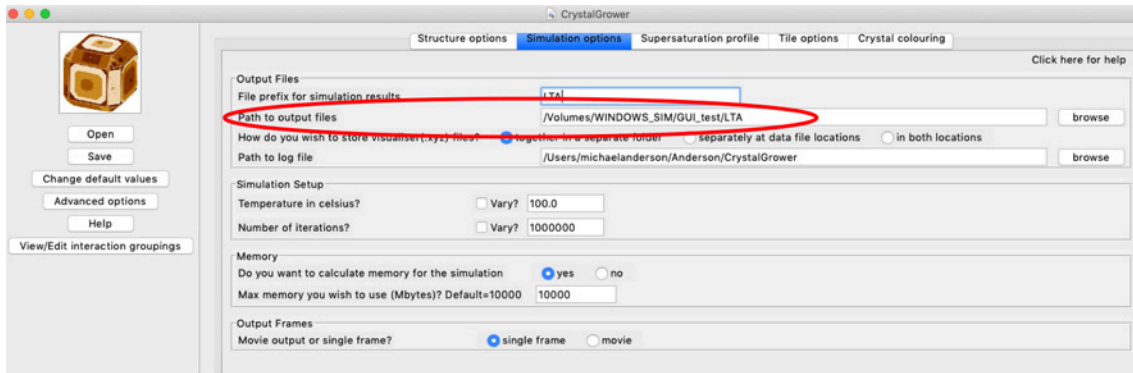 CrystalGrower
Structure options Simulation options Supersaturation profile Tile options Crystal colouring
Click here for help
Open
Save
Change default values
Advanced options
Help
View/Edit interaction groupings
Output Files
File prefix for simulation results LTA
Path to output files /Volumes/WINDOWS_SIM/GUI_test/LTA browse
How do you wish to store visualiser(.xyz) files? together in a separate folder separately at data file locations in both locations
Path to log file /Users/michaelanderson/Anderson/CrystalGrower browse
Simulation Setup
Temperature in celsius? Vary? 100.0
Number of iterations? Vary? 1000000
Memory
Do you want to calculate memory for the simulation yes no
Max memory you wish to use (Mbytes)? Default=10000 10000
Output Frames
Movie output or single frame? single frame movie